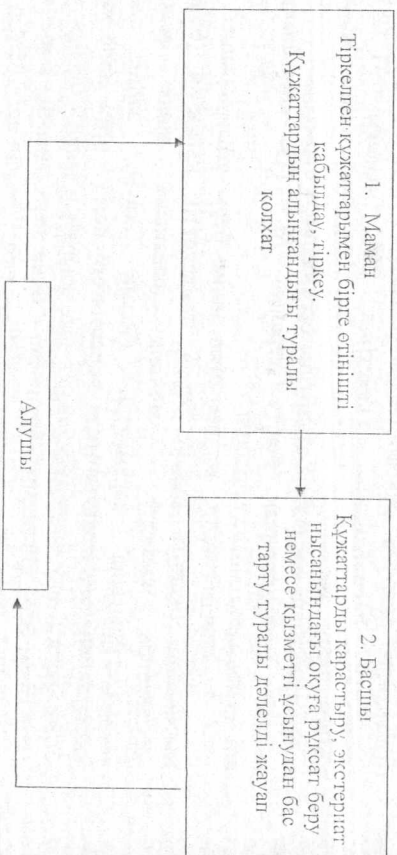 1. Маман
Тіркелген құжаттарымен бірге өтінішті
қабылдау, тіркеу.
Құжаттардың алынғандығы туралы
қолхат
2. Басшы
Құжаттарды қарастыру, экстернат
нысанындағы оқуға рұқсат беру
немесе қызметті ұсынудан бас
тарту туралы дәлелді жауап
Алушы